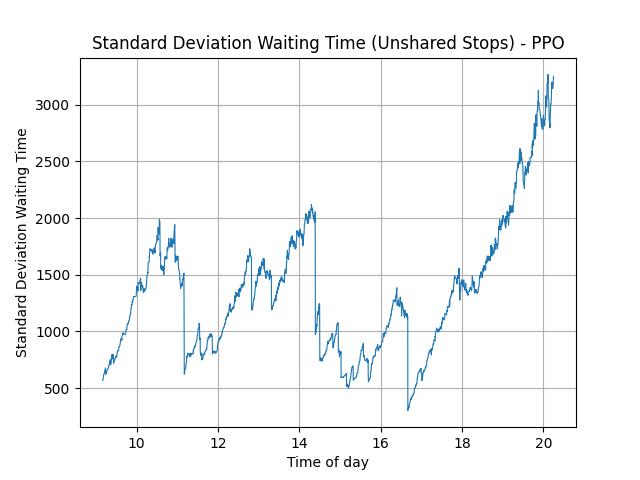 Standard Deviation Waiting Time (Unshared Stops) - PPO
Standard Deviation Waiting Time
3000
2500
2000
1500
1000
500
10 12 14 16 18 20
Time of day